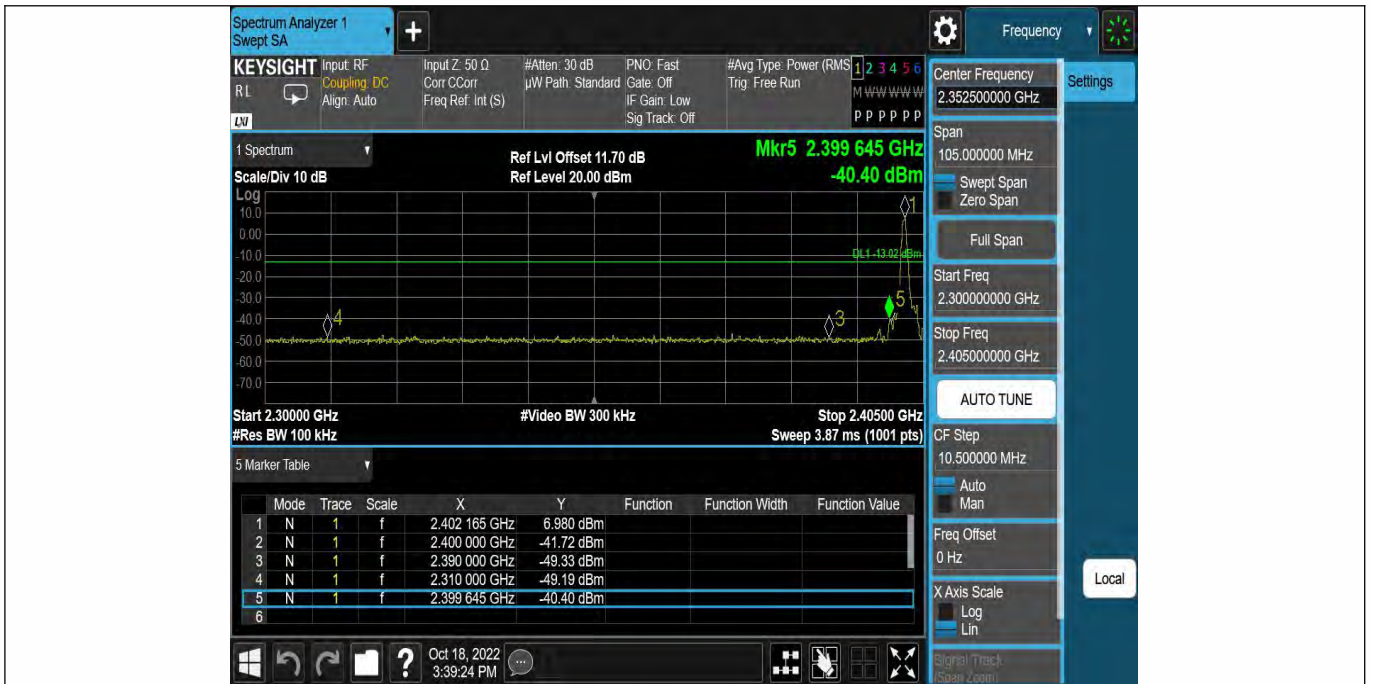 Spectrum Analyzer 1
Swept SA
+
Frequency
KEYSIGHT Input: RF Input Z: 50 Ω #Atten: 30 dB PNO: Fast #Avg Type: Power (RMS 1 2 3 4 5 6
RL Coupling: DC Corr CCorr µW Path: Standard Gate: Off Trig: Free Run M W W W W W
Align: Auto Freq Ref: Int (S) IF Gain: Low
LXI Sig Track: Off P P P P P P
1 Spectrum
Ref Lvl Offset 11.70 dB
Mkr5 2.399 645 GHz
Scale/Div 10 dB
Ref Level 20.00 dBm
-40.40 dBm
Log
10.0
0.00
-10.0
-20.0
-30.0
-40.0
-50.0
-60.0
-70.0
1
DL1 -13.02 dBm
5
4
3
Start 2.30000 GHz #Video BW 300 kHz Stop 2.40500 GHz
#Res BW 100 kHz Sweep 3.87 ms (1001 pts)
5 Marker Table
Mode Trace Scale X Y Function Function Width Function Value
1 N 1 f 2.402 165 GHz 6.980 dBm
2 N 1 f 2.400 000 GHz -41.72 dBm
3 N 1 f 2.390 000 GHz -49.33 dBm
4 N 1 f 2.310 000 GHz -49.19 dBm
5 N 1 f 2.399 645 GHz -40.40 dBm
6
?
Oct 18, 2022
3:39:24 PM
Center Frequency
2.352500000 GHz
Settings
Span
105.000000 MHz
Swept Span
Zero Span
Full Span
Start Freq
2.300000000 GHz
Stop Freq
2.405000000 GHz
AUTO TUNE
CF Step
10.500000 MHz
Auto
Man
Freq Offset
0 Hz
Local
X Axis Scale
Log
Lin
Signal Track
(Span Zoom)